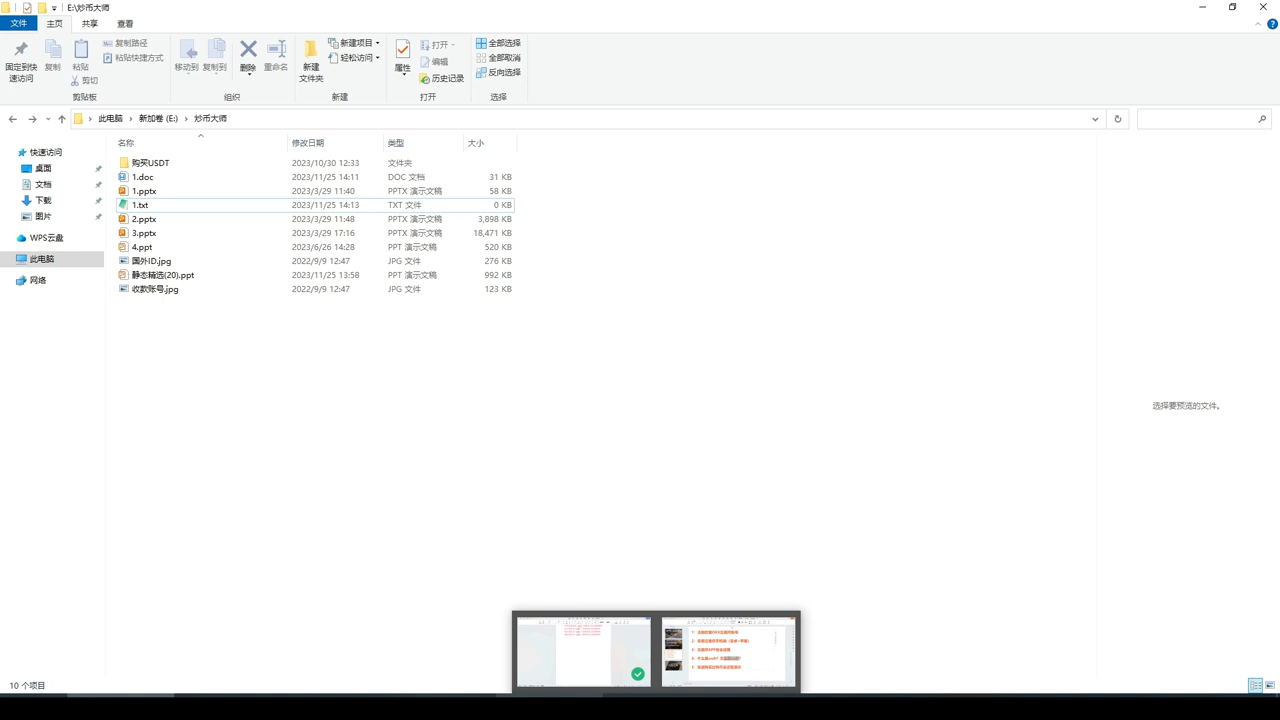 E:\炒币大师
文件 主页 共享 查看
固定到快速访问
复制
粘贴
复制路径
粘贴快捷方式
剪切
移动到
复制到
删除
重命名
新建文件夹
新建项目
轻松访问
属性
打开
编辑
历史记录
全部选择
全部取消
反向选择
剪贴板 组织 新建 打开 选择
此电脑 新加卷 (E:) 炒币大师
名称 修改日期 类型 大小
购买USDT 2023/10/30 12:33 文件夹
1.doc 2023/11/25 14:11 DOC 文档 31 KB
1.pptx 2023/3/29 11:40 PPTX 演示文稿 58 KB
1.txt 2023/11/25 14:13 TXT 文件 0 KB
2.pptx 2023/3/29 11:48 PPTX 演示文稿 3,898 KB
3.pptx 2023/3/29 17:16 PPTX 演示文稿 18,471 KB
4.ppt 2023/6/26 14:28 PPT 演示文稿 520 KB
国外ID.jpg 2022/9/9 12:47 JPG 文件 276 KB
静态精选(20).ppt 2023/11/25 13:58 PPT 演示文稿 992 KB
收款账号.jpg 2022/9/9 12:47 JPG 文件 123 KB
快速访问
桌面
文档
下载
图片
WPS云盘
此电脑
网络
选择要预览的文件。
10 个项目